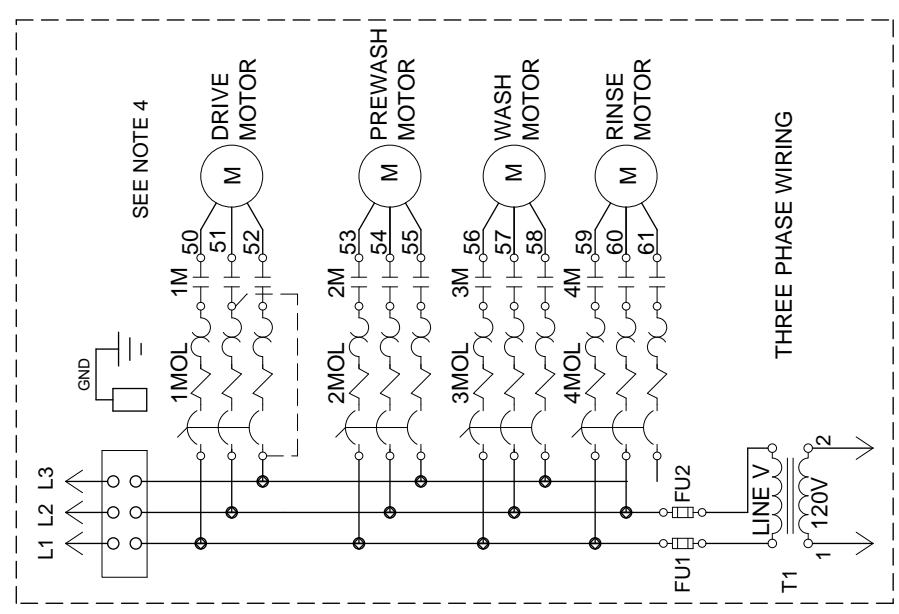 SEE NOTE 4
DRIVE
MOTOR
PREWASH
MOTOR
WASH
MOTOR
RINSE
MOTOR
M
M
M
M
50
51
52
53
54
55
56
57
58
59
60
61
1M
2M
3M
4M
THREE PHASE WIRING
GND
1MOL
2MOL
3MOL
4MOL
L3
L2
L1
FU2
FU1
LINE V
120V
2
1
T1